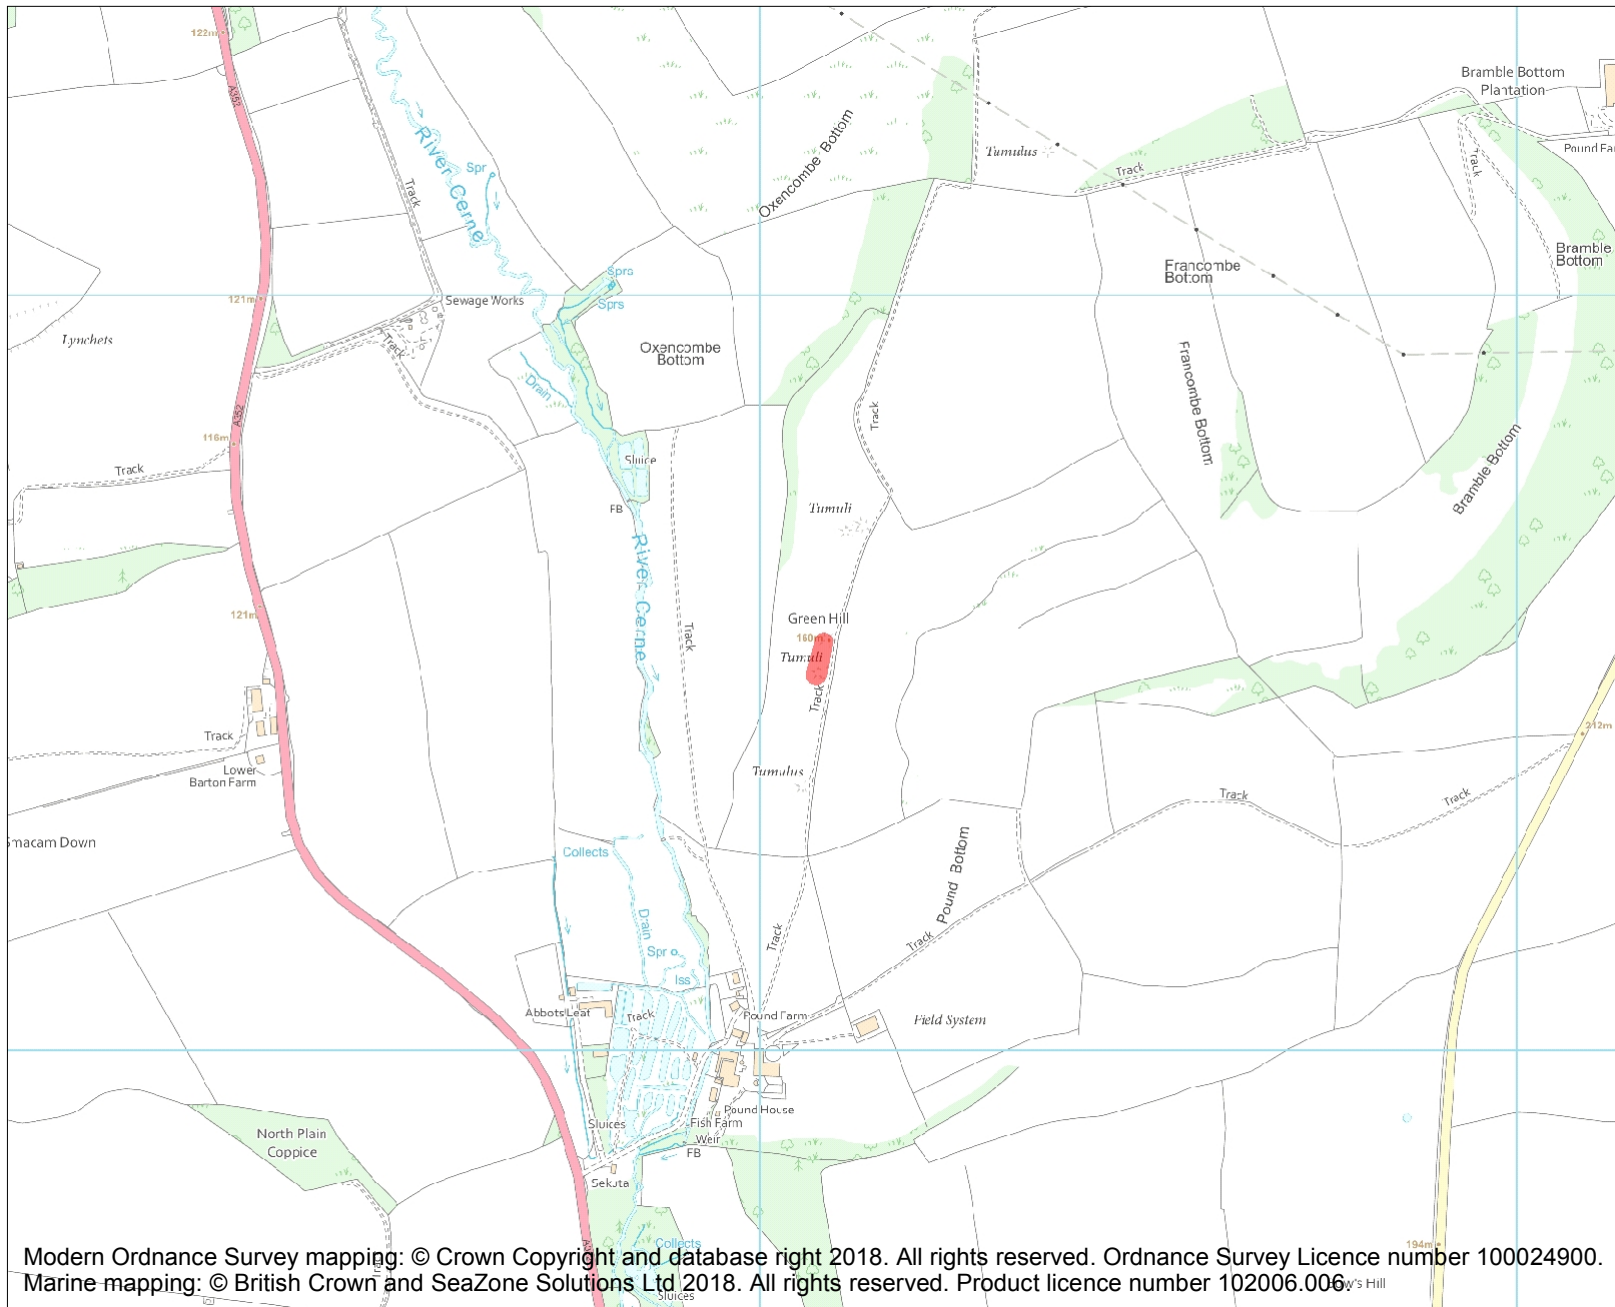 122m
A352
Bramble Bottom
Plantation
River Cerne
Spr
Track
Oxencombe Bottom
Tumulus
Track
Track
Bramble
Bottom
Francombe
Bottom
Sprs
Sprs
121m
Sewage Works
Lynchets
Track
Oxencombe
Bottom
Drain
Francombe Bottom
A352
Track
116m
Track
Sluice
Bramble Bottom
FB
Tumuli
River Cerne
121m
Track
Green Hill
160m
Tumuli
Track
Track
Lower
Barton Farm
212m
Tumulus
Track
Track
macam Down
Collects
Pound Bottom
Drain
Track
Track
Spr
Iss
Abbots Leat
Track
Pound Farm
Field System
Pound House
Sluices
Fish Farm
Weir
FB
North Plain
Coppice
Sekuta
Collects
194m
Modern Ordnance Survey mapping: © Crown Copyright and database right 2018. All rights reserved. Ordnance Survey Licence number 100024900.
Marine mapping: © British Crown and SeaZone Solutions Ltd 2018. All rights reserved. Product licence number 102006.006.
Sluices
's Hill